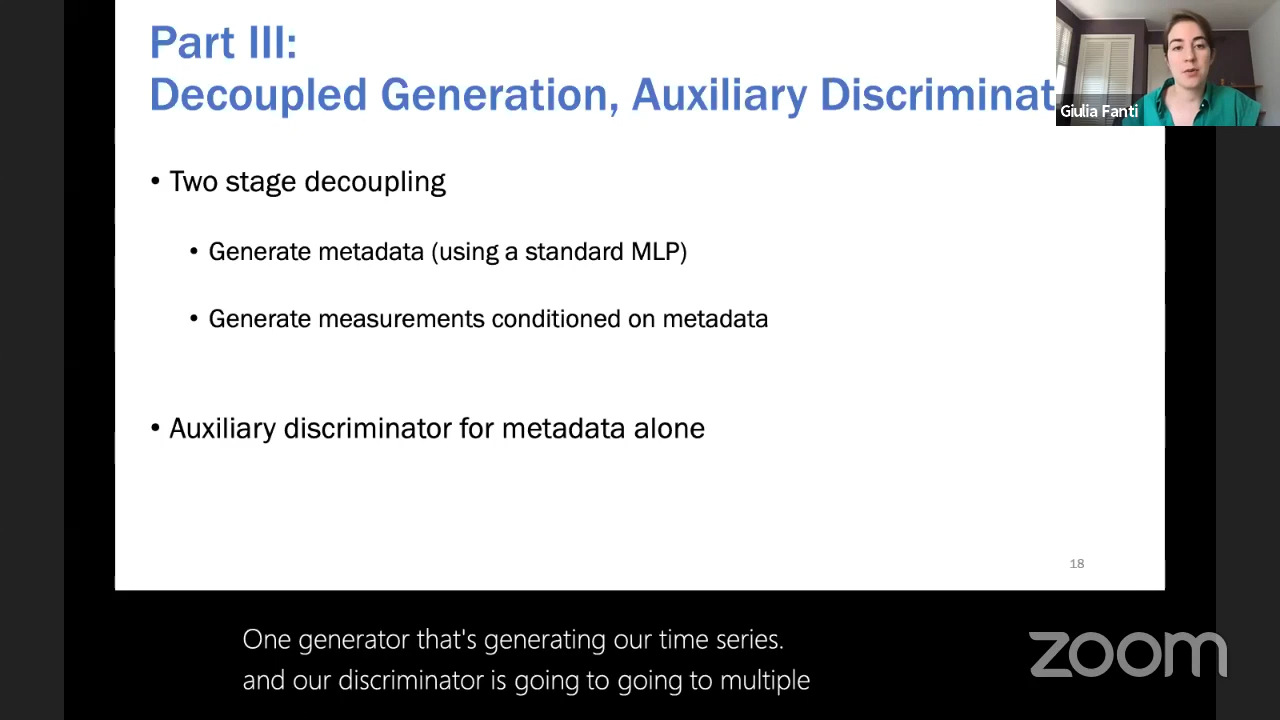 Part III:
Decoupled Generation, Auxiliary Discriminat
Giulia Fanti
• Two stage decoupling
• Generate metadata (using a standard MLP)
• Generate measurements conditioned on metadata
• Auxiliary discriminator for metadata alone
18
One generator that's generating our time series.
and our discriminator is going to going to multiple
zoom